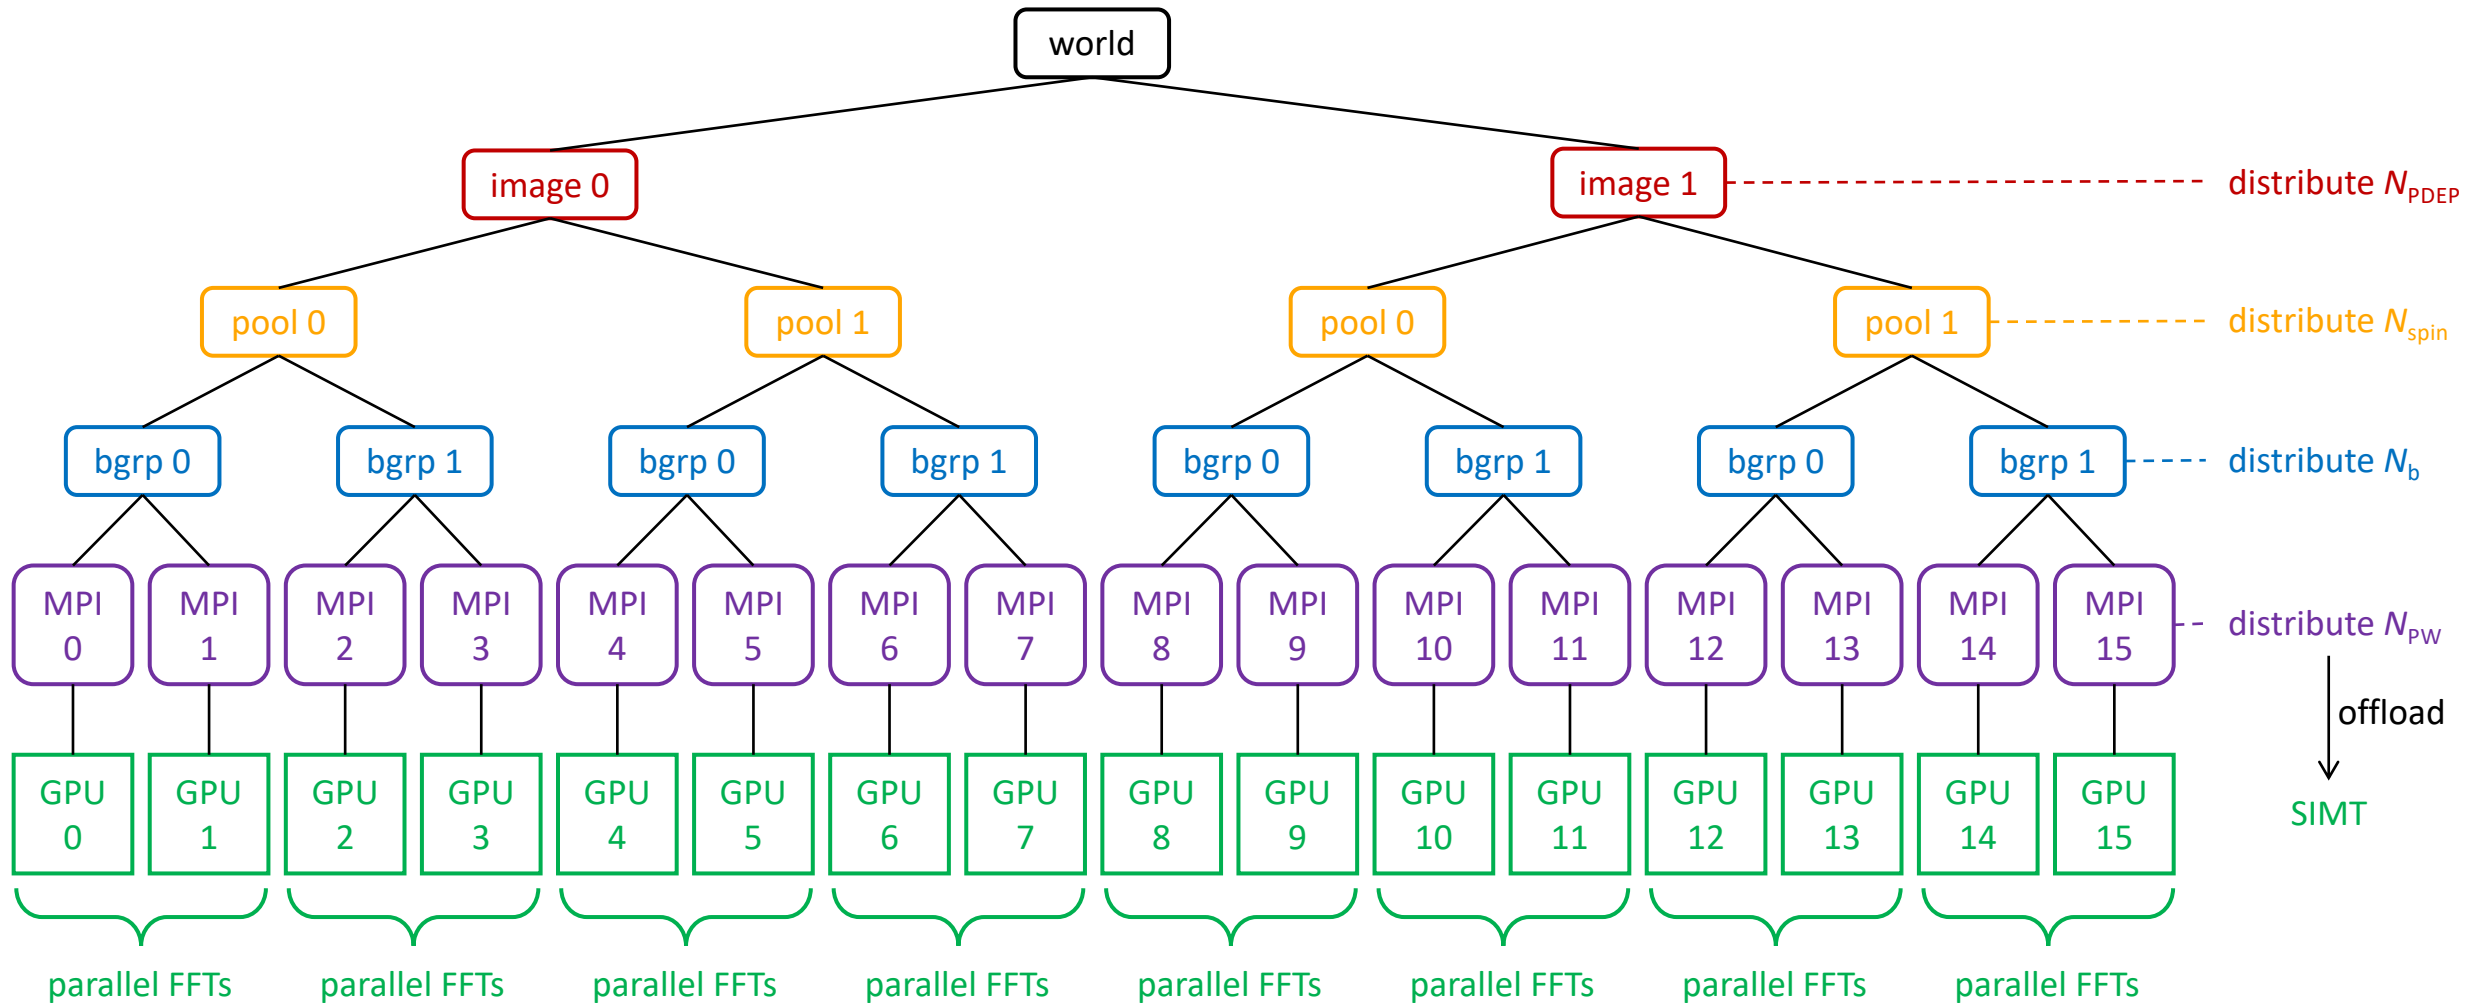 world
image 0 image 1 distribute N_PDEP
pool 0 pool 1 pool 0 pool 1 distribute N_spin
bgrp 0 bgrp 1 bgrp 0 bgrp 1 bgrp 0 bgrp 1 bgrp 0 bgrp 1 distribute N_b
MPI MPI MPI MPI MPI MPI MPI MPI MPI MPI MPI MPI MPI MPI MPI MPI distribute N_PW
0 1 2 3 4 5 6 7 8 9 10 11 12 13 14 15
offload
GPU GPU GPU GPU GPU GPU GPU GPU GPU GPU GPU GPU GPU GPU GPU GPU SIMT
0 1 2 3 4 5 6 7 8 9 10 11 12 13 14 15
parallel FFTs parallel FFTs parallel FFTs parallel FFTs parallel FFTs parallel FFTs parallel FFTs parallel FFTs